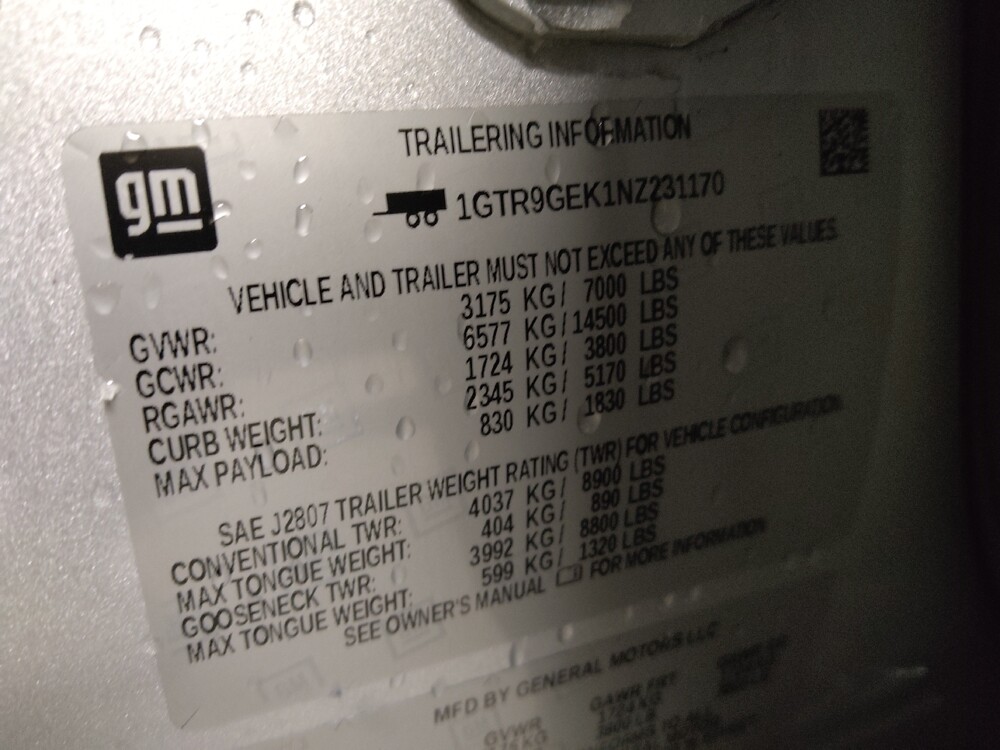 gm
TRAILERING INFORMATION
1GTR9GEK1NZ231170
VEHICLE AND TRAILER MUST NOT EXCEED ANY OF THESE VALUES.
GVWR: 3175 KG/ 7000 LBS
GCWR: 6577 KG/14500 LBS
RGAWR: 1724 KG/ 3800 LBS
CURB WEIGHT: 2345 KG/ 5170 LBS
MAX PAYLOAD: 830 KG/ 1830 LBS
SAE J2807 TRAILER WEIGHT RATING (TWR) FOR VEHICLE CONFIGURATION
CONVENTIONAL TWR: 4037 KG/ 8900 LBS
MAX TONGUE WEIGHT: 404 KG/ 890 LBS
GOOSENECK TWR: 3992 KG/ 8800 LBS
MAX TONGUE WEIGHT: 599 KG/ 1320 LBS
SEE OWNER'S MANUAL FOR MORE INFORMATION
MFD BY GENERAL MOTORS LLC
GVWR GAWR FRT